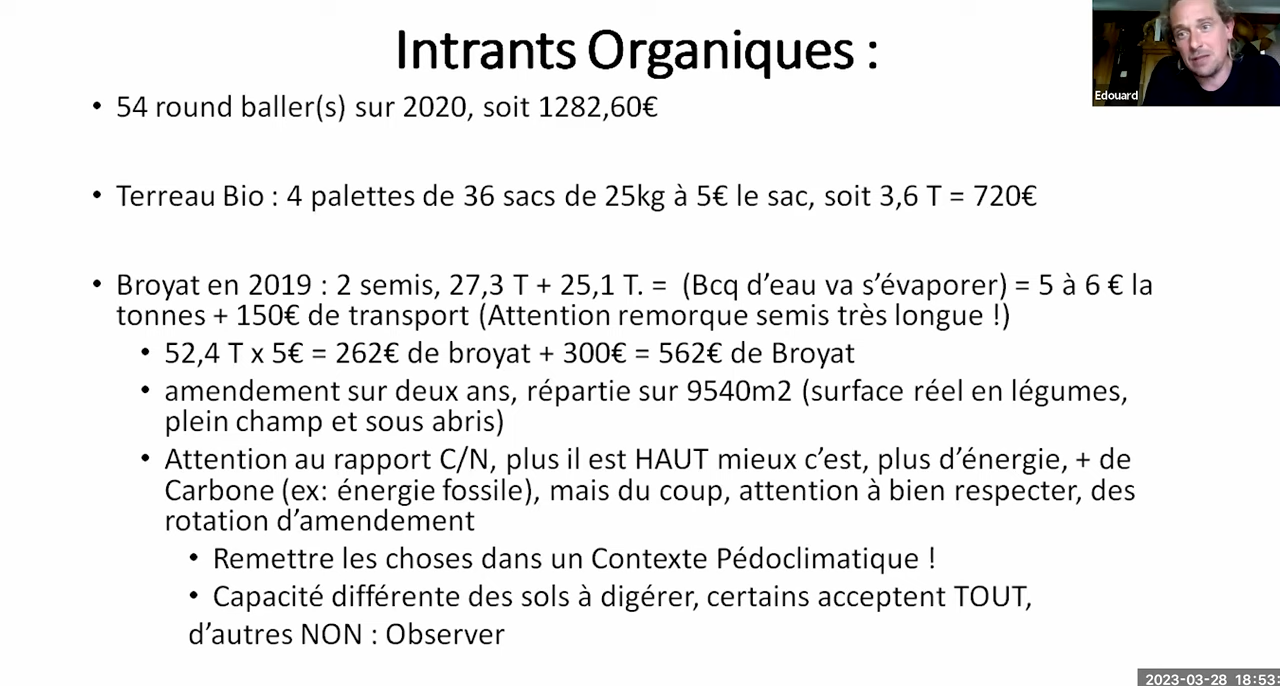 Intrants Organiques :
Edouard
• 54 round baller(s) sur 2020, soit 1282,60€
• Terreau Bio : 4 palettes de 36 sacs de 25kg à 5€ le sac, soit 3,6 T = 720€
• Broyat en 2019 : 2 semis, 27,3 T + 25,1 T. = (Bcq d’eau va s’évaporer) = 5 à 6 € la
tonnes + 150€ de transport (Attention remorque semis très longue !)
• 52,4 T x 5€ = 262€ de broyat + 300€ = 562€ de Broyat
• amendement sur deux ans, répartie sur 9540m2 (surface réel en légumes,
plein champ et sous abris)
• Attention au rapport C/N, plus il est HAUT mieux c’est, plus d’énergie, + de
Carbone (ex: énergie fossile), mais du coup, attention à bien respecter, des
rotation d’amendement
• Remettre les choses dans un Contexte Pédoclimatique !
• Capacité différente des sols à digérer, certains acceptent TOUT,
d’autres NON : Observer
2023-03-28 18:53: